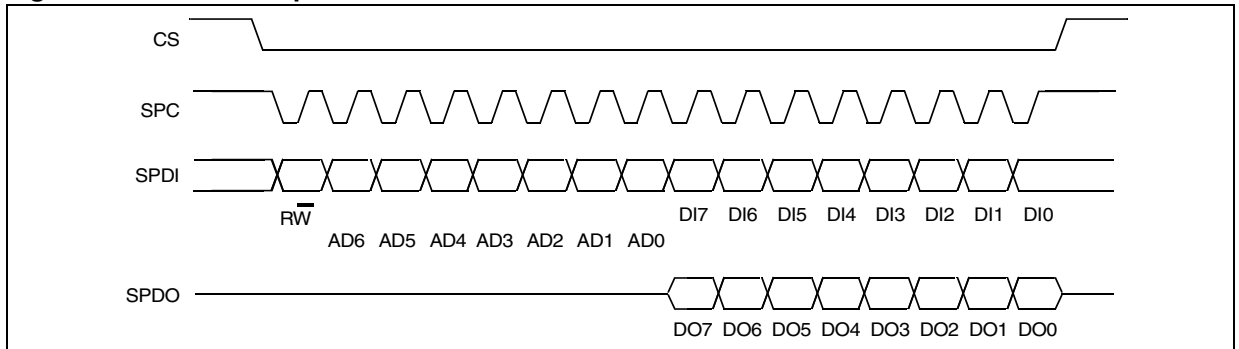 CS
SPC
SPDI
RW̅
DI7 DI6 DI5 DI4 DI3 DI2 DI1 DI0
AD6 AD5 AD4 AD3 AD2 AD1 AD0
SPDO
DO7 DO6 DO5 DO4 DO3 DO2 DO1 DO0